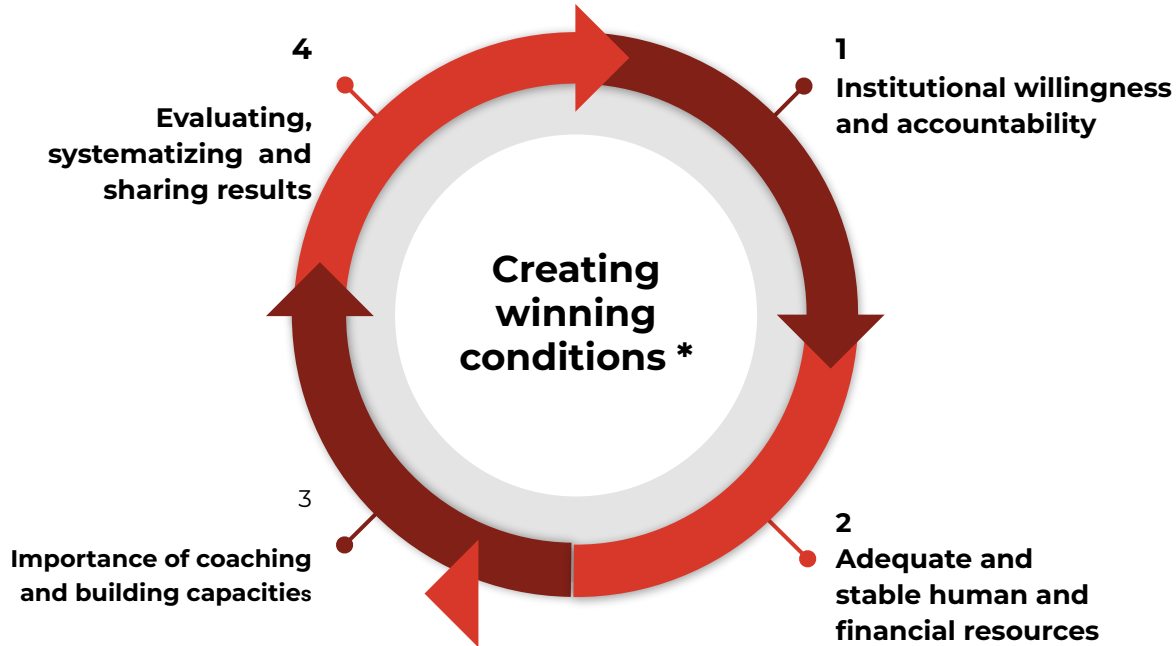 4
Evaluating,
systematizing and
sharing results
1
Institutional willingness
and accountability
Creating
winning
conditions *
3
Importance of coaching
and building capacities
2
Adequate and
stable human and
financial resources